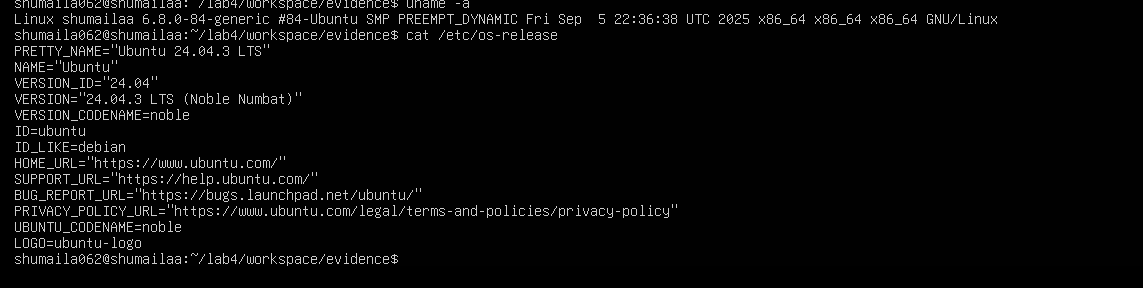 shumaila062@shumailaa:~/lab4/workspace/evidence$ uname -a
Linux shumailaa 6.8.0-84-generic #84-Ubuntu SMP PREEMPT_DYNAMIC Fri Sep  5 22:36:38 UTC 2025 x86_64 x86_64 x86_64 GNU/Linux
shumaila062@shumailaa:~/lab4/workspace/evidence$ cat /etc/os-release
PRETTY_NAME="Ubuntu 24.04.3 LTS"
NAME="Ubuntu"
VERSION_ID="24.04"
VERSION="24.04.3 LTS (Noble Numbat)"
VERSION_CODENAME=noble
ID=ubuntu
ID_LIKE=debian
HOME_URL="https://www.ubuntu.com/"
SUPPORT_URL="https://help.ubuntu.com/"
BUG_REPORT_URL="https://bugs.launchpad.net/ubuntu/"
PRIVACY_POLICY_URL="https://www.ubuntu.com/legal/terms-and-policies/privacy-policy"
UBUNTU_CODENAME=noble
LOGO=ubuntu-logo
shumaila062@shumailaa:~/lab4/workspace/evidence$